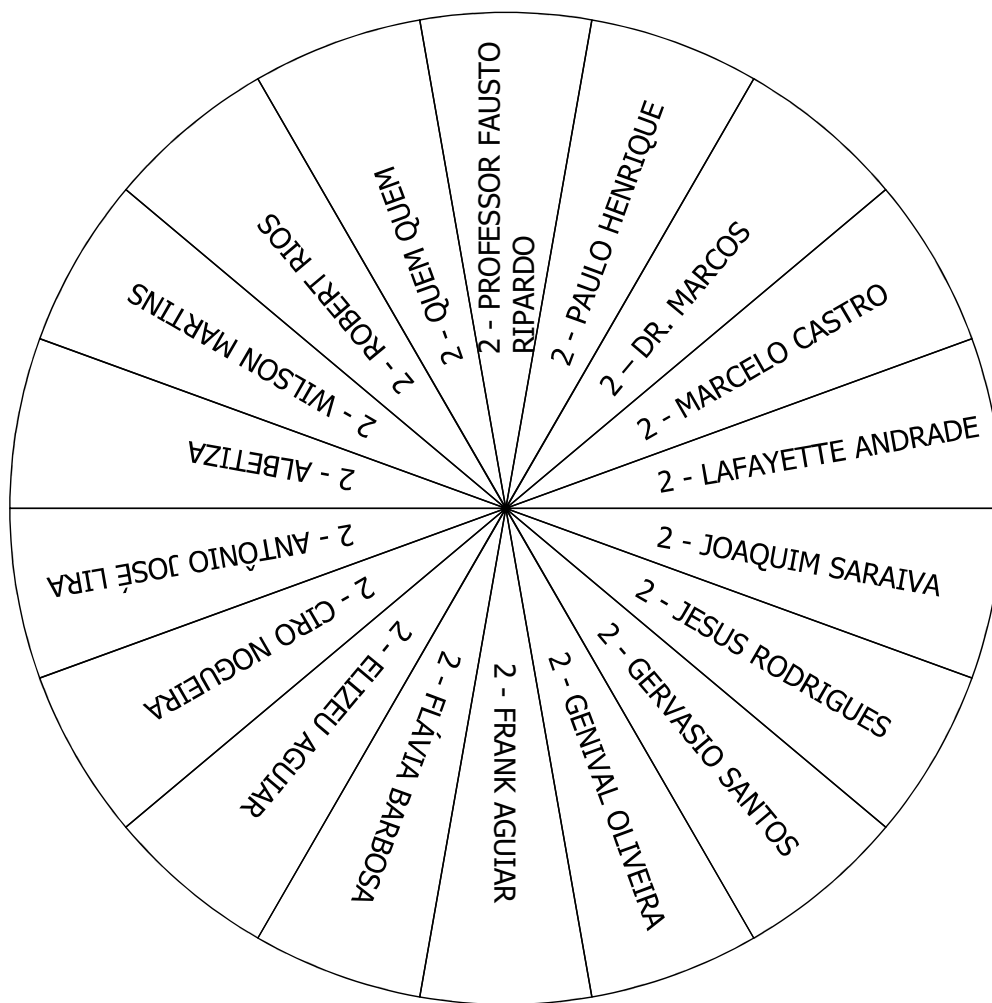 2 - PROFESSOR FAUSTO
RIPARDO
2 - PAULO HENRIQUE
2 – DR. MARCOS
2 - MARCELO CASTRO
2 - LAFAYETTE ANDRADE
2 - JOAQUIM SARAIVA
2 - JESUS RODRIGUES
2 - GERVASIO SANTOS
2 - GENIVAL OLIVEIRA
2 - FRANK AGUIAR
2 - FLÁVIA BARBOSA
2 - ELIZEU AGUIAR
2 - CIRO NOGUEIRA
2 - ANTÔNIO JOSÉ LIRA
2 - ALBETIZA
2 - WILSON MARTINS
2 - ROBERT RIOS
2 - QUEM QUEM